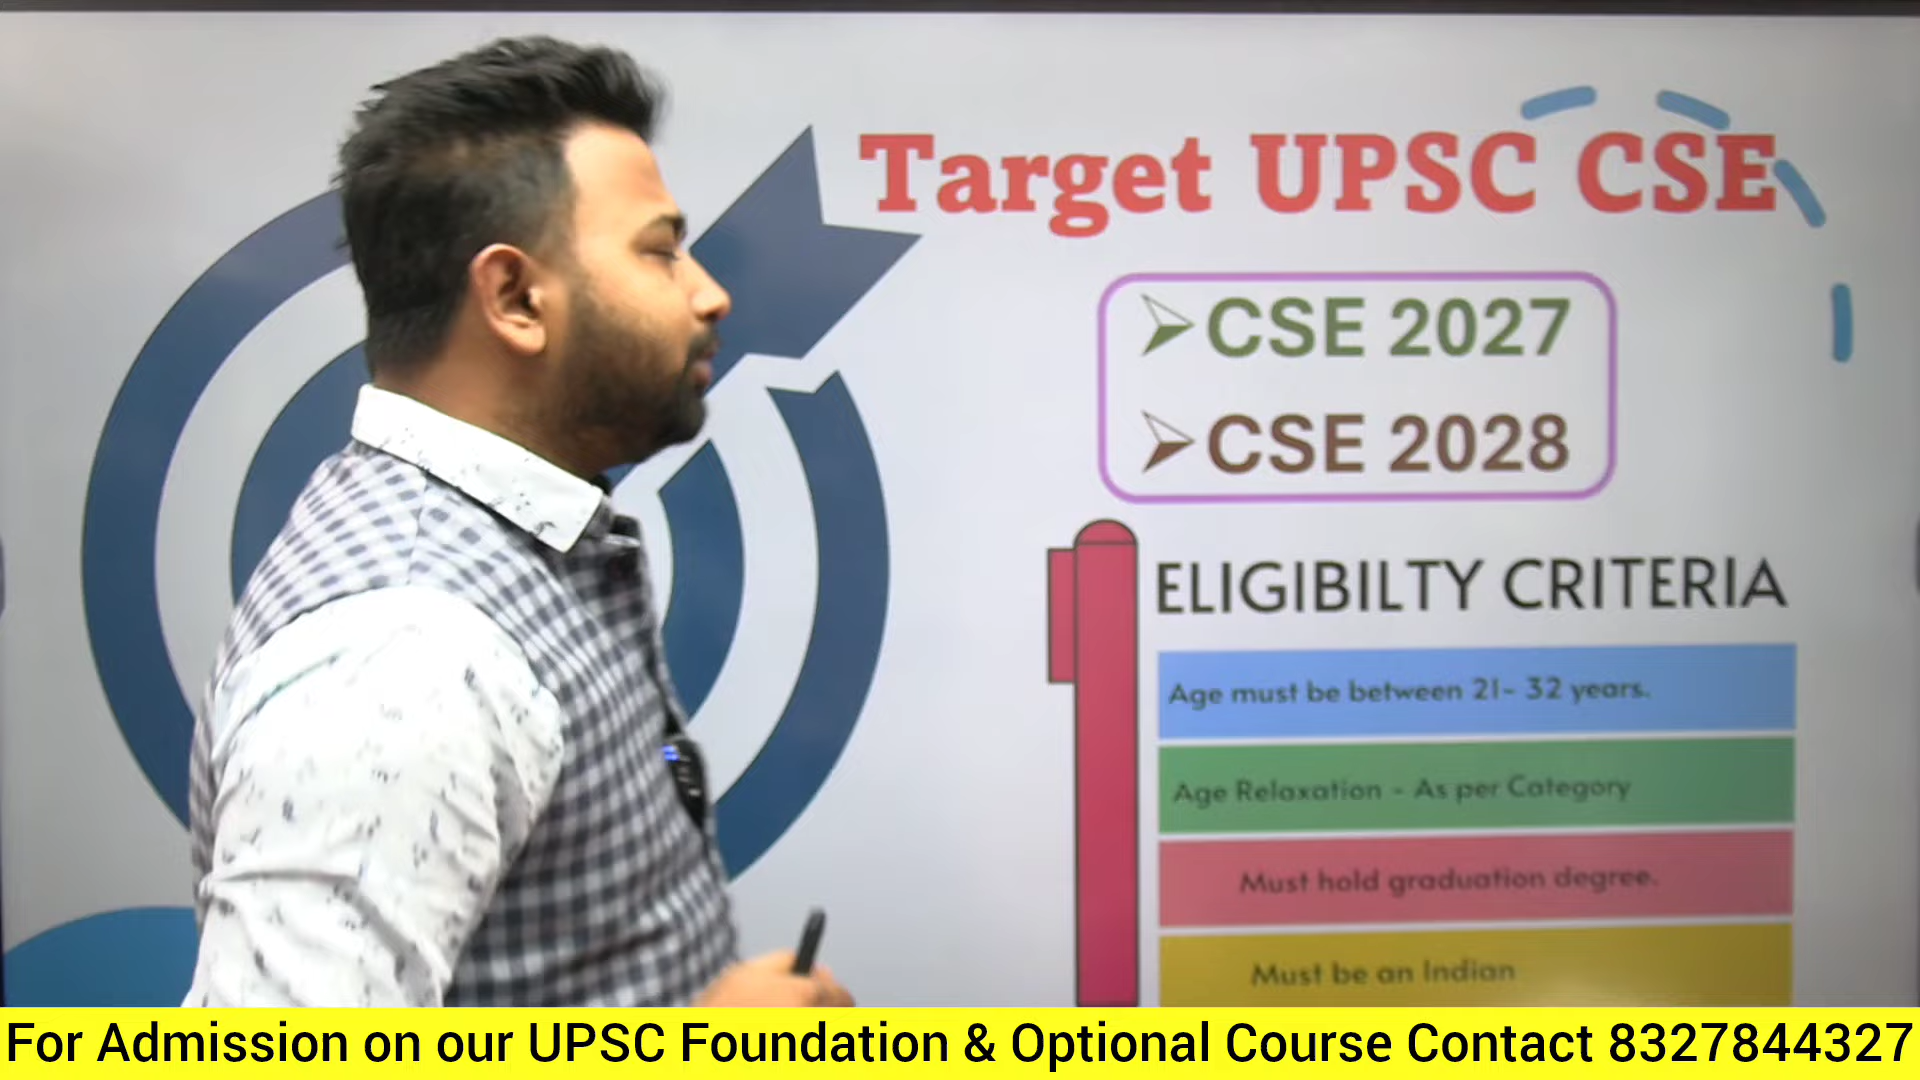 Target UPSC CSE
CSE 2027
CSE 2028
ELIGIBILTY CRITERIA
Age must be between 21- 32 years.
Age Relaxation - As per Category
Must hold graduation degree.
Must be an Indian
For Admission on our UPSC Foundation & Optional Course Contact 8327844327